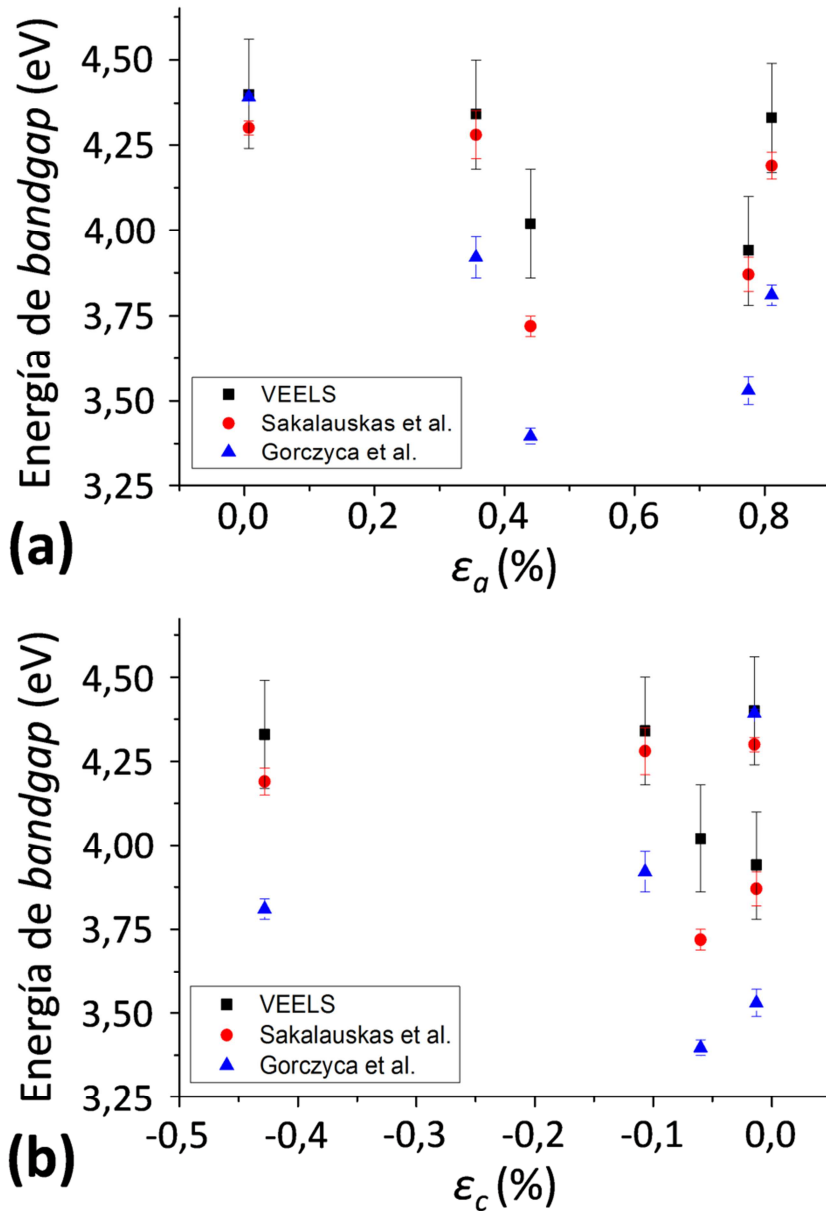 4,50
4,25
4,00
3,75
3,50
3,25
Energía de bandgap (eV)
VEELS
Sakalauskas et al.
Gorczyca et al.
0,0 0,2 0,4 0,6 0,8
(a)
εa (%)
4,50
4,25
4,00
3,75
3,50
3,25
Energía de bandgap (eV)
VEELS
Sakalauskas et al.
Gorczyca et al.
-0,5 -0,4 -0,3 -0,2 -0,1 0,0
(b)
εc (%)